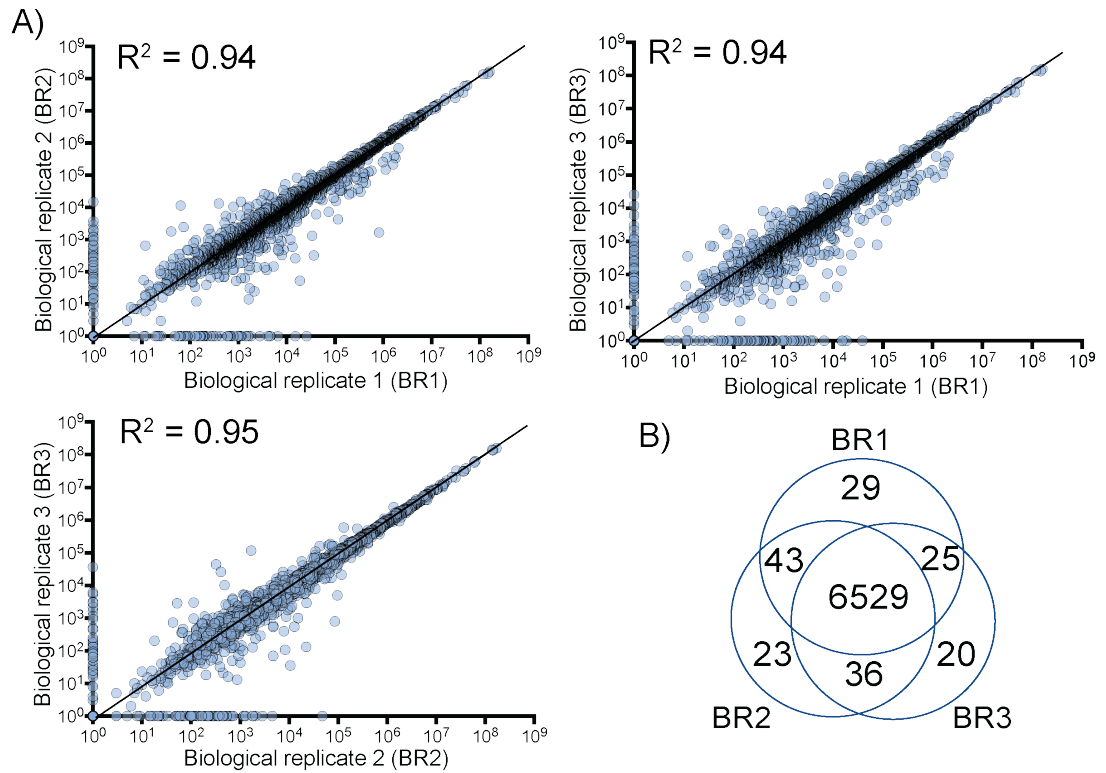 A)
R² = 0.94
Biological replicate 2 (BR2)
10⁹
10⁸
10⁷
10⁶
10⁵
10⁴
10³
10²
10¹
10⁰
10⁰ 10¹ 10² 10³ 10⁴ 10⁵ 10⁶ 10⁷ 10⁸ 10⁹
Biological replicate 1 (BR1)
R² = 0.94
Biological replicate 3 (BR3)
10⁹
10⁸
10⁷
10⁶
10⁵
10⁴
10³
10²
10¹
10⁰
10⁰ 10¹ 10² 10³ 10⁴ 10⁵ 10⁶ 10⁷ 10⁸ 10⁹
Biological replicate 1 (BR1)
R² = 0.95
Biological replicate 3 (BR3)
10⁹
10⁸
10⁷
10⁶
10⁵
10⁴
10³
10²
10¹
10⁰
10⁰ 10¹ 10² 10³ 10⁴ 10⁵ 10⁶ 10⁷ 10⁸ 10⁹
Biological replicate 2 (BR2)
B)
BR1
29
43 25
6529
23 36 20
BR2 BR3